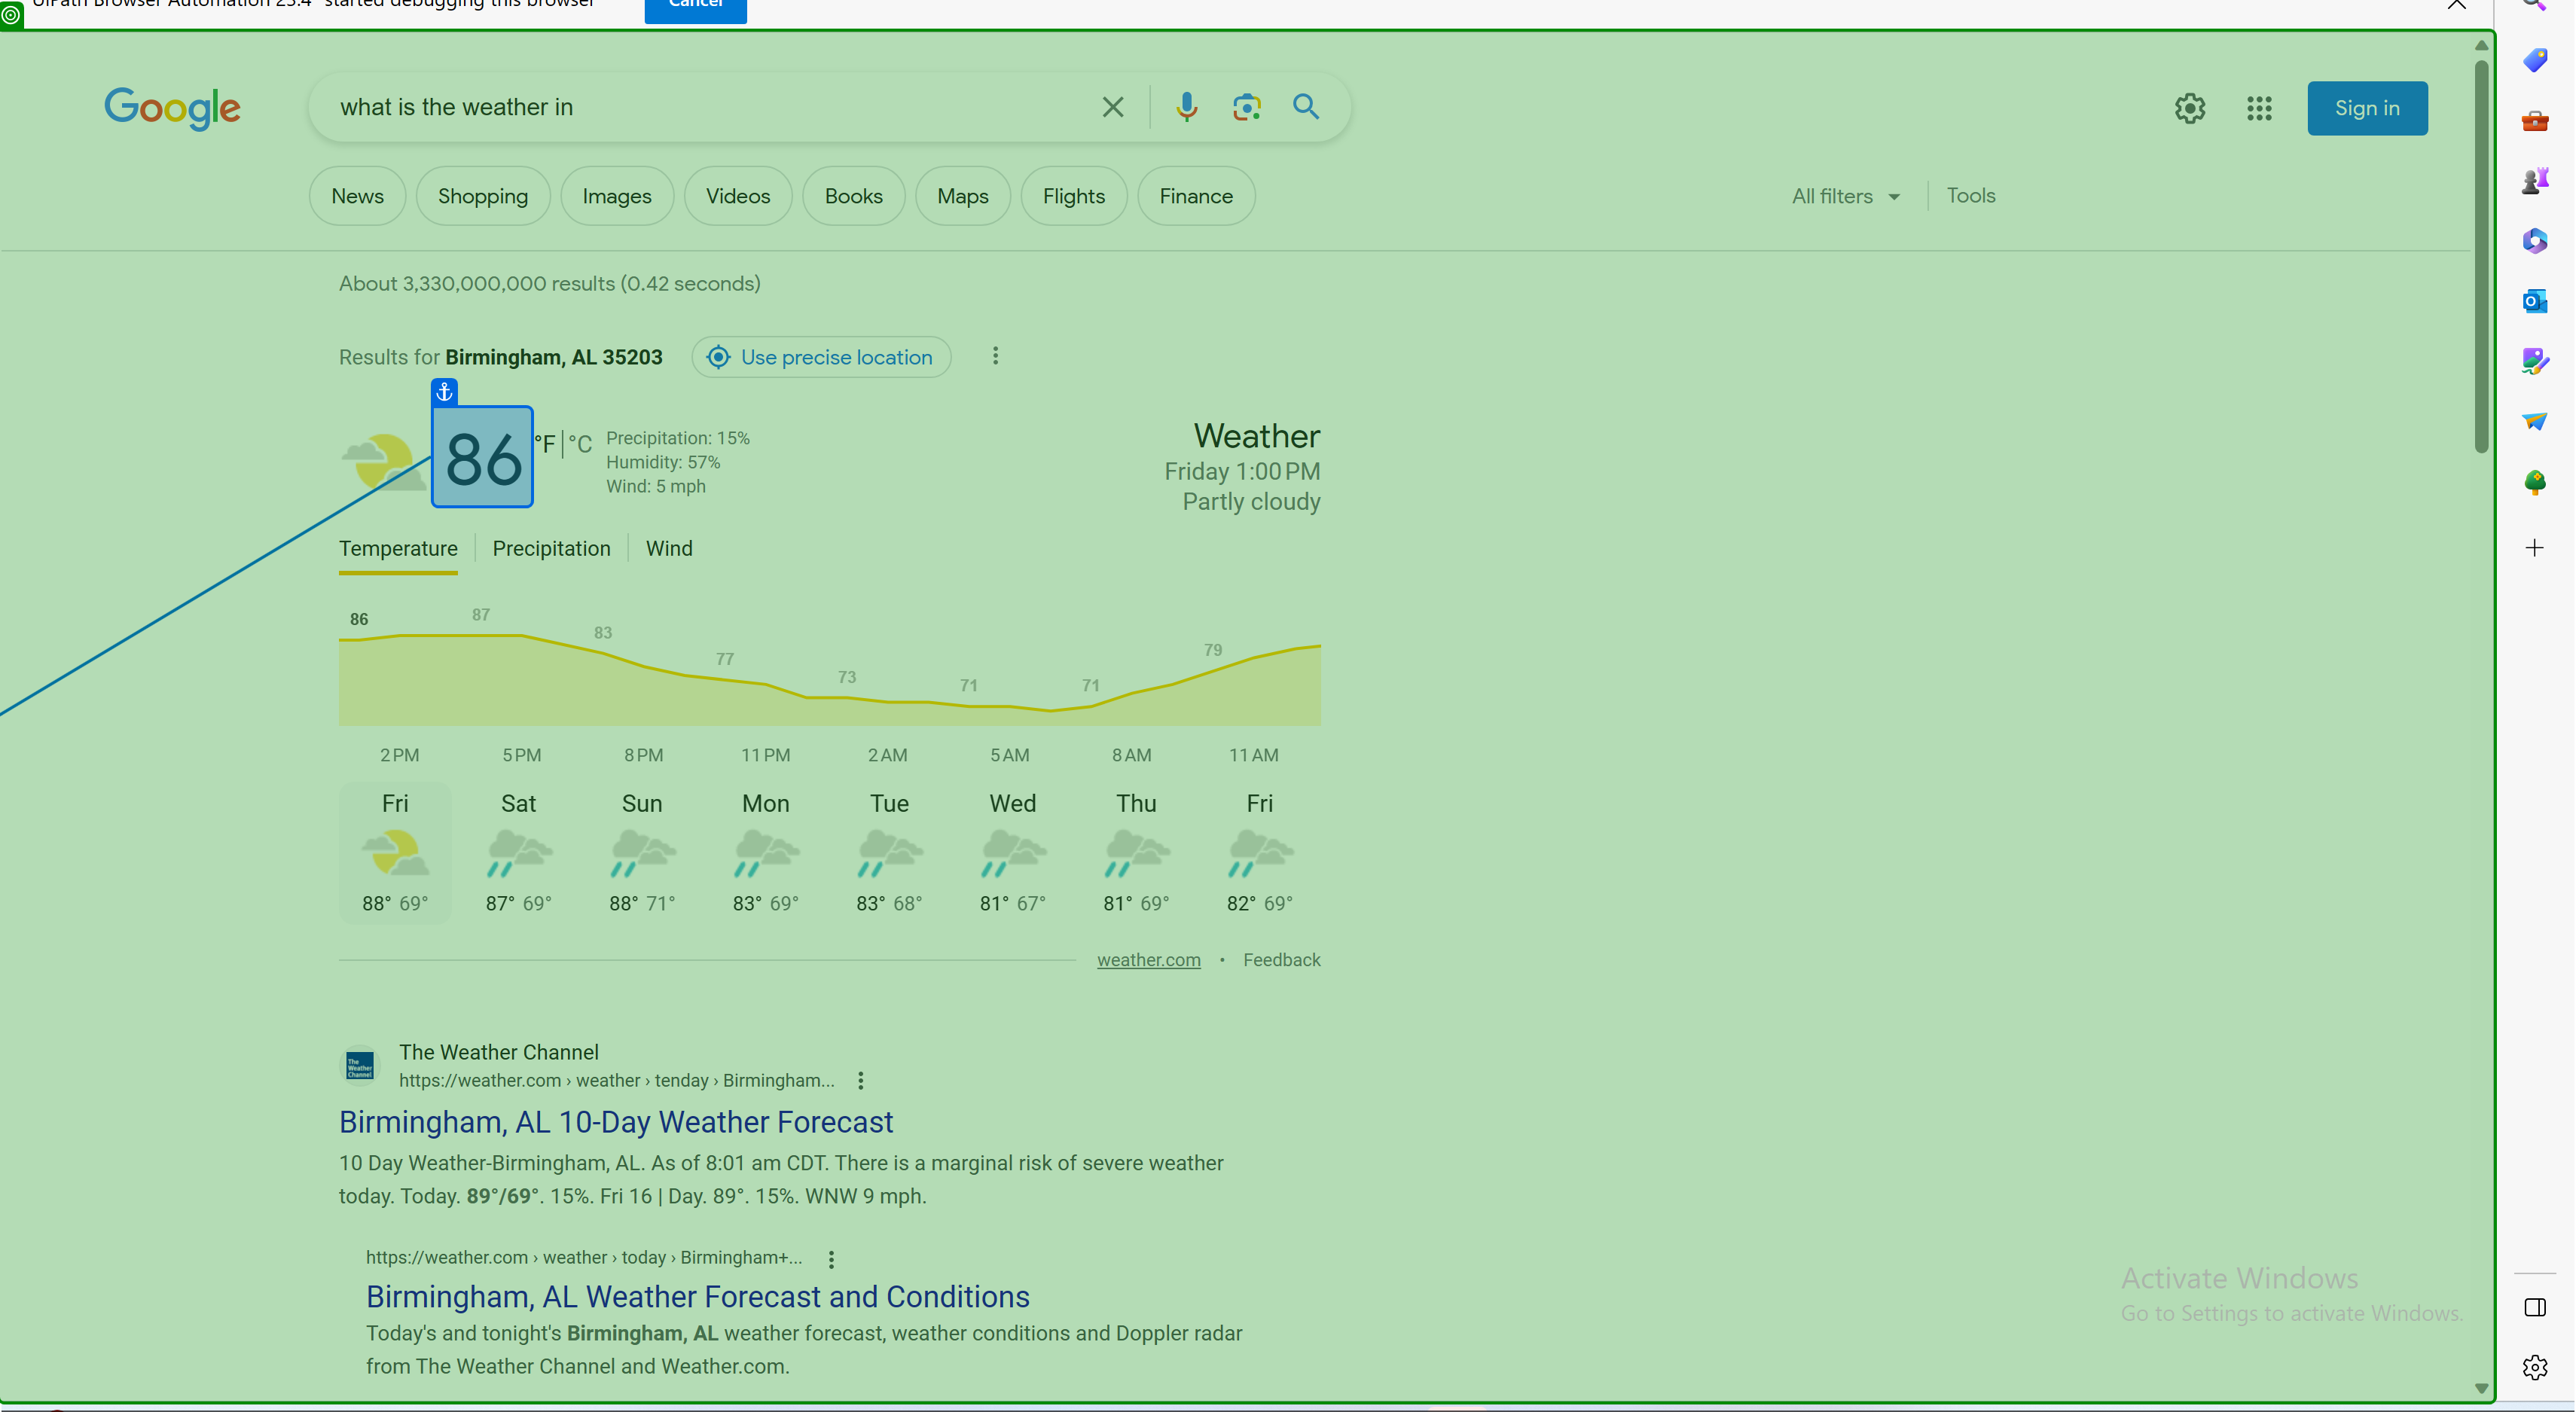 UiPath Browser Automation 23.4" started debugging this browser
Cancel
Google
what is the weather in
Sign in
News
Shopping
Images
Videos
Books
Maps
Flights
Finance
All filters
Tools
About 3,330,000,000 results (0.42 seconds)
Results for Birmingham, AL 35203
Use precise location
86
°F | °C
Precipitation: 15%
Humidity: 57%
Wind: 5 mph
Weather
Friday 1:00 PM
Partly cloudy
Temperature
Precipitation
Wind
86
87
83
77
73
71
71
79
2 PM
5 PM
8 PM
11 PM
2 AM
5 AM
8 AM
11 AM
Fri
Sat
Sun
Mon
Tue
Wed
Thu
Fri
88° 69°
87° 69°
88° 71°
83° 69°
83° 68°
81° 67°
81° 69°
82° 69°
weather.com • Feedback
The Weather Channel
The Weather Channel
https://weather.com › weather › tenday › Birmingham...
Birmingham, AL 10-Day Weather Forecast
10 Day Weather-Birmingham, AL. As of 8:01 am CDT. There is a marginal risk of severe weather
today. Today. 89°/69°. 15%. Fri 16 | Day. 89°. 15%. WNW 9 mph.
https://weather.com › weather › today › Birmingham+...
Birmingham, AL Weather Forecast and Conditions
Today's and tonight's Birmingham, AL weather forecast, weather conditions and Doppler radar
from The Weather Channel and Weather.com.
Activate Windows
Go to Settings to activate Windows.